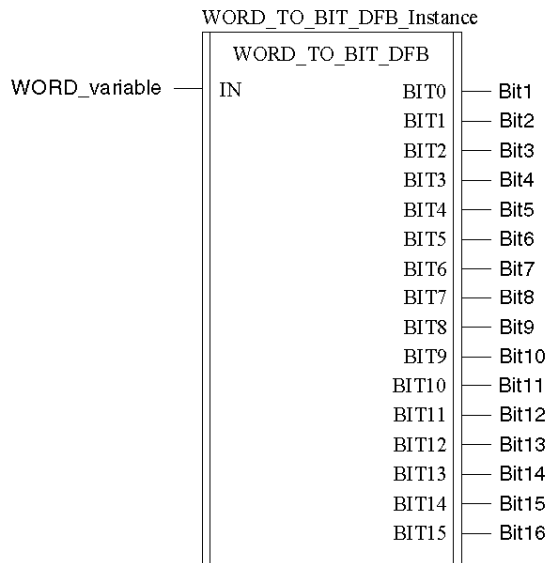 WORD_TO_BIT_DFB_Instance
WORD_TO_BIT_DFB
WORD_variable IN BIT0 Bit1
BIT1 Bit2
BIT2 Bit3
BIT3 Bit4
BIT4 Bit5
BIT5 Bit6
BIT6 Bit7
BIT7 Bit8
BIT8 Bit9
BIT9 Bit10
BIT10 Bit11
BIT11 Bit12
BIT12 Bit13
BIT13 Bit14
BIT14 Bit15
BIT15 Bit16